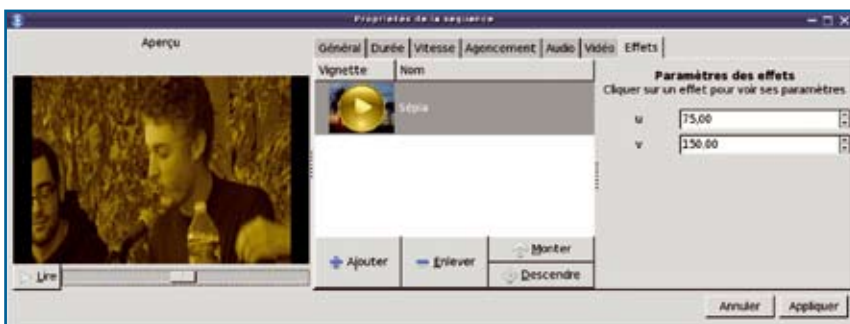 Propriétés de la séquence
Aperçu
Général Durée Vitesse Agencement Audio Vidéo Effets
Vignette Nom
Sépia
Paramètres des effets
Cliquer sur un effet pour voir ses paramètres
u 75,00
v 150,00
Ajouter
Enlever
Monter
Descendre
Lire
Annuler Appliquer